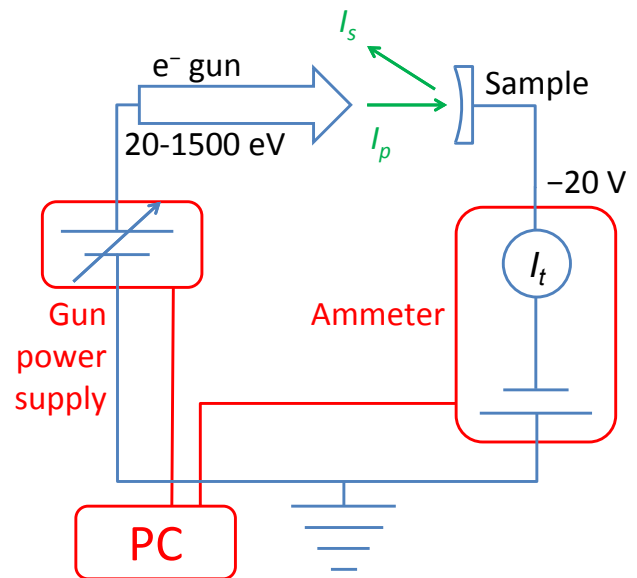 Iₛ
e⁻ gun
Sample
20-1500 eV
Iₚ
−20 V
Iₜ
Gun
power
supply
Ammeter
PC